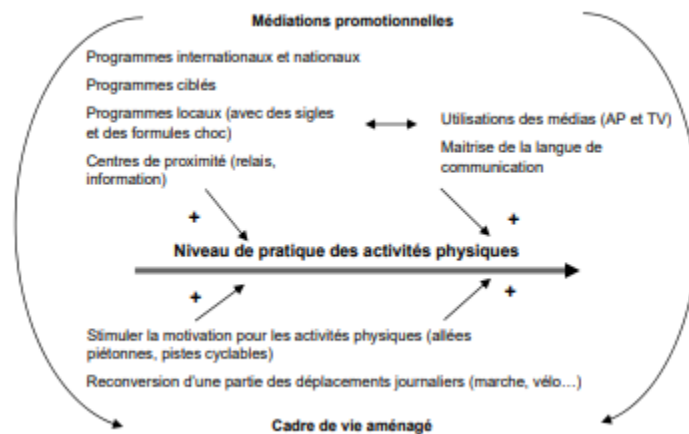 Médiations promotionnelles
Programmes internationaux et nationaux
Programmes ciblés
Programmes locaux (avec des sigles
et des formules choc)
Centres de proximité (relais,
information)
Utilisations des médias (AP et TV)
Maitrise de la langue de
communication
+
+
Niveau de pratique des activités physiques
+
+
Stimuler la motivation pour les activités physiques (allées
piétonnes, pistes cyclables)
Reconversion d'une partie des déplacements journaliers (marche, vélo…)
Cadre de vie aménagé